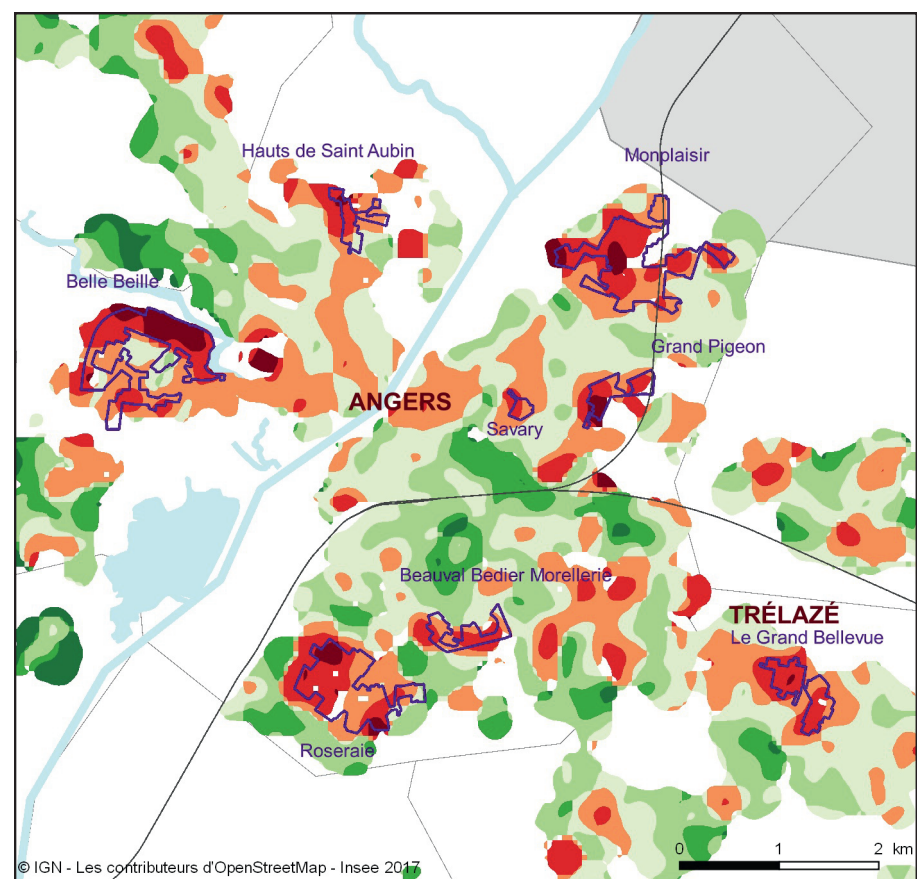 Hauts de Saint Aubin
Monplaisir
Belle Beille
Grand Pigeon
ANGERS
Savary
Beauval Bedier Morellerie
TRÉLAZÉ
Le Grand Bellevue
Roseraie
0 1 2 km
© IGN - Les contributeurs d'OpenStreetMap - Insee 2017